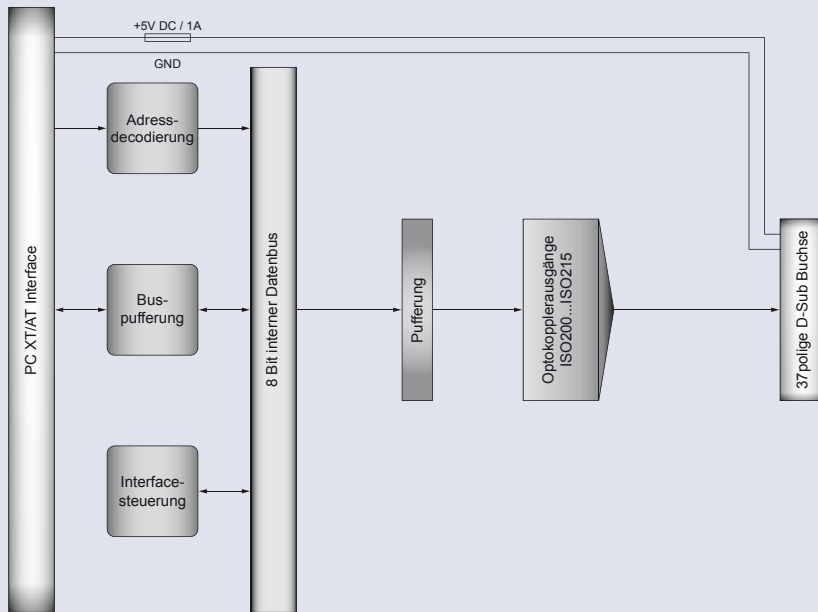 +5V DC / 1A
GND
PC XT/AT Interface
Adress-
decodierung
Bus-
pufferung
Interface-
steuerung
8 Bit interner Datenbus
Pufferung
Optokopplerausgänge
ISO200...ISO215
37polige D-Sub Buchse